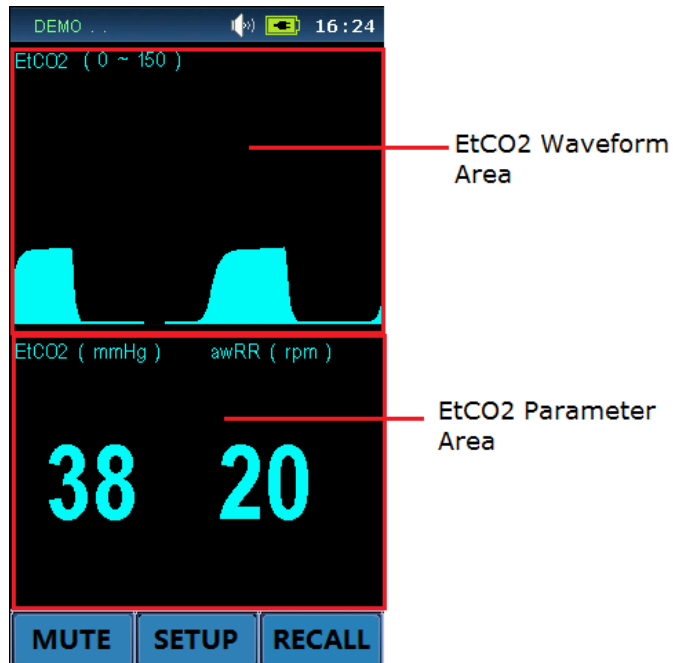 DEMO . . 16:24
EtCO2 ( 0 ~ 150 )
EtCO2 Waveform
Area
EtCO2 ( mmHg ) awRR ( rpm )
EtCO2 Parameter
Area
38 20
MUTE SETUP RECALL